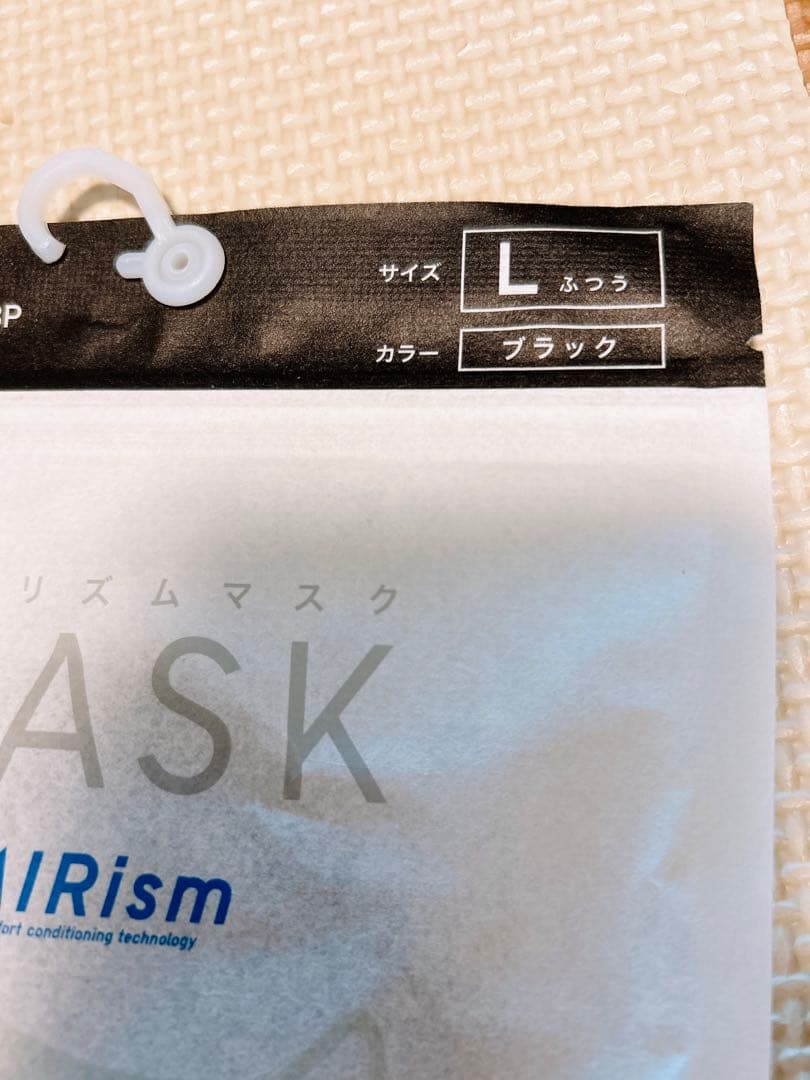 サイズ L ふつう
3P
カラー ブラック
リズムマスク
ASK
AIRism
fort conditioning technology